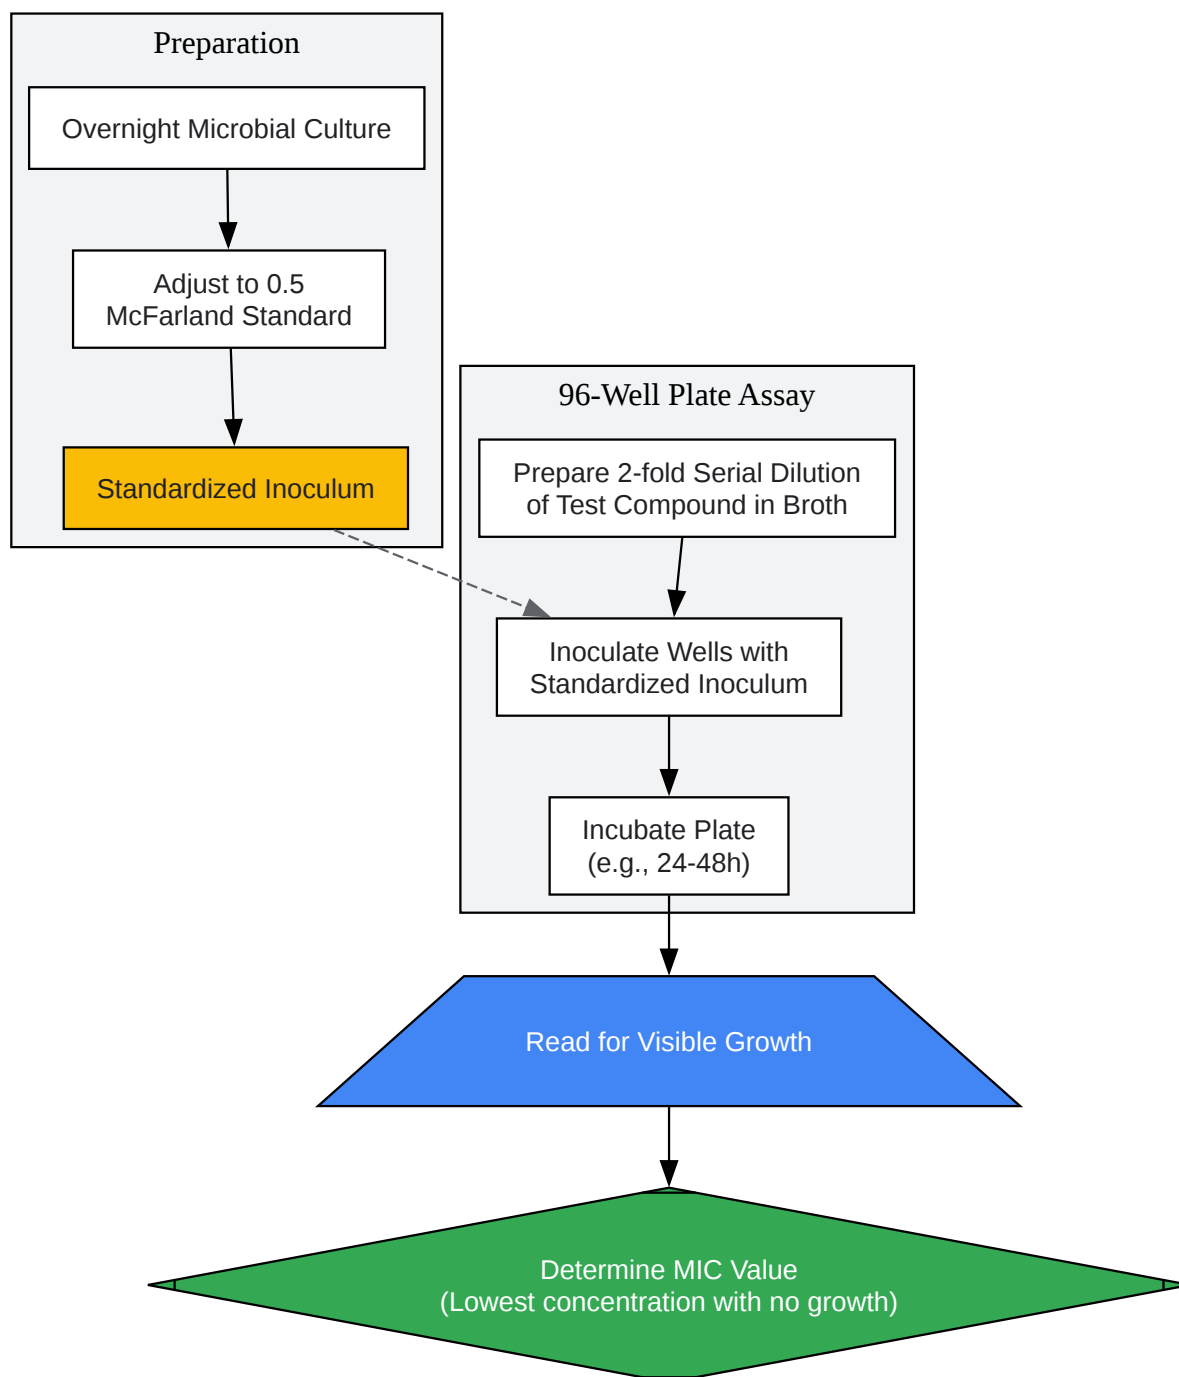 Preparation
Overnight Microbial Culture
Adjust to 0.5
McFarland Standard
Standardized Inoculum
96-Well Plate Assay
Prepare 2-fold Serial Dilution
of Test Compound in Broth
Inoculate Wells with
Standardized Inoculum
Incubate Plate
(e.g., 24-48h)
Read for Visible Growth
Determine MIC Value
(Lowest concentration with no growth)